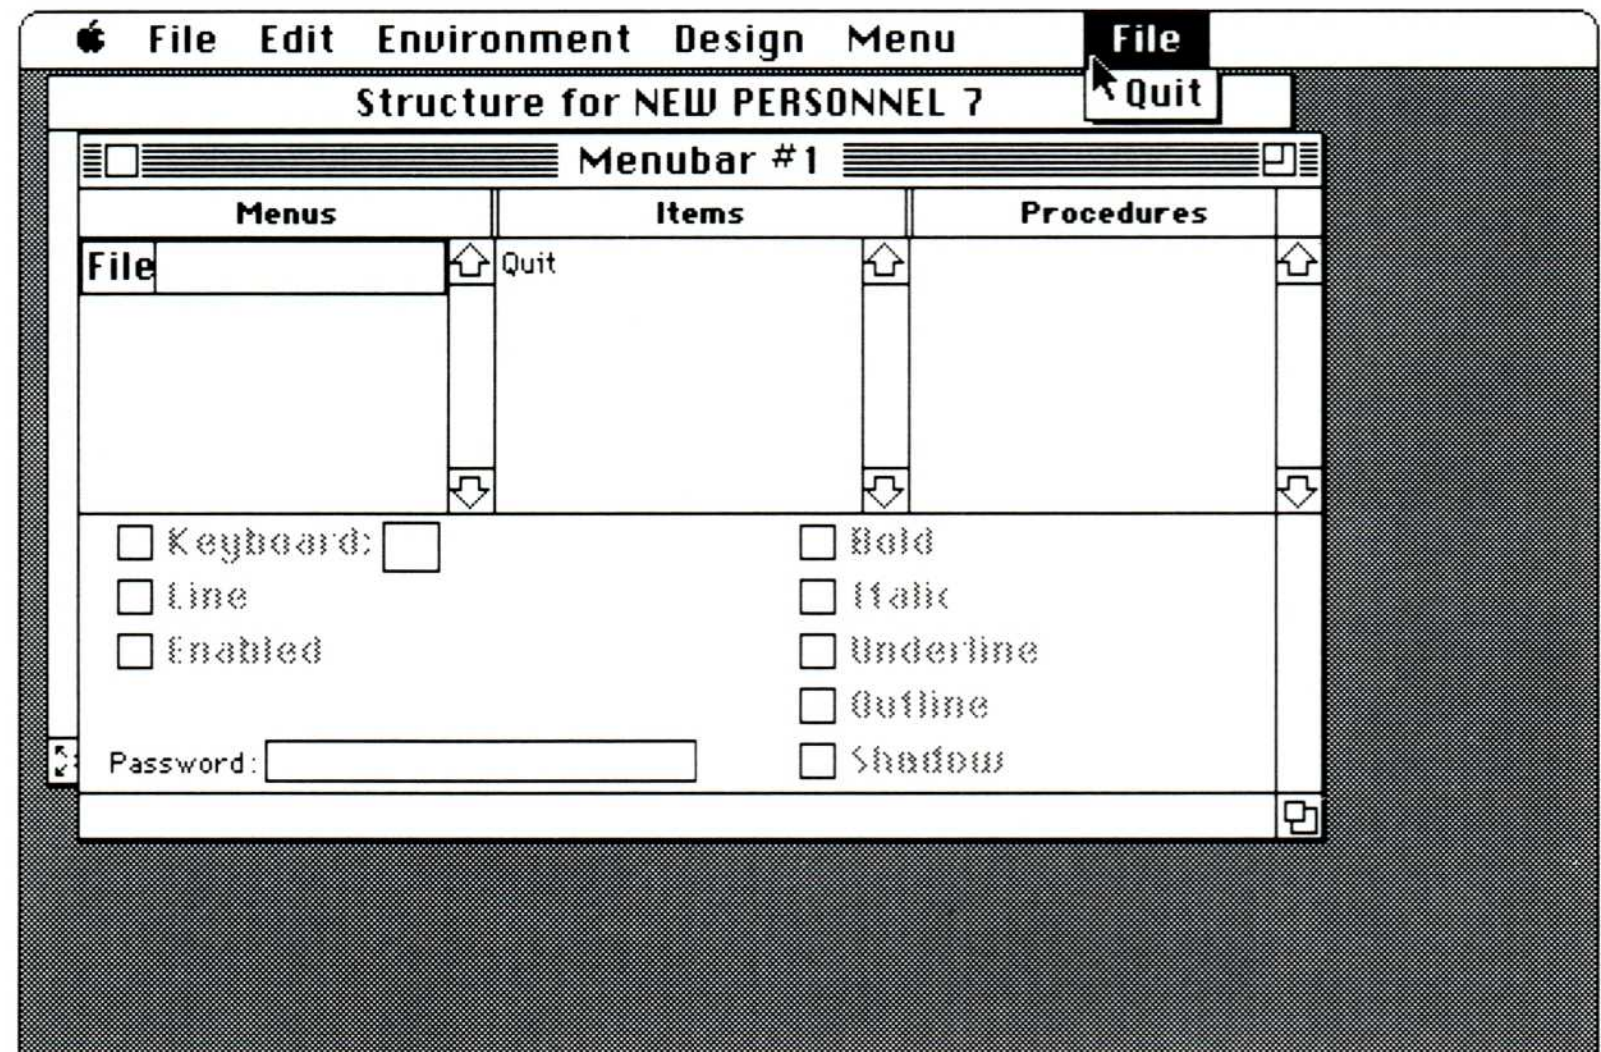 File Edit Environment Design Menu File
Quit
Structure for NEW PERSONNEL 7
Menubar #1
Menus Items Procedures
File Quit
Keyboard: Bold
Line Italic
Enabled Underline
Outline
Password: Shadow